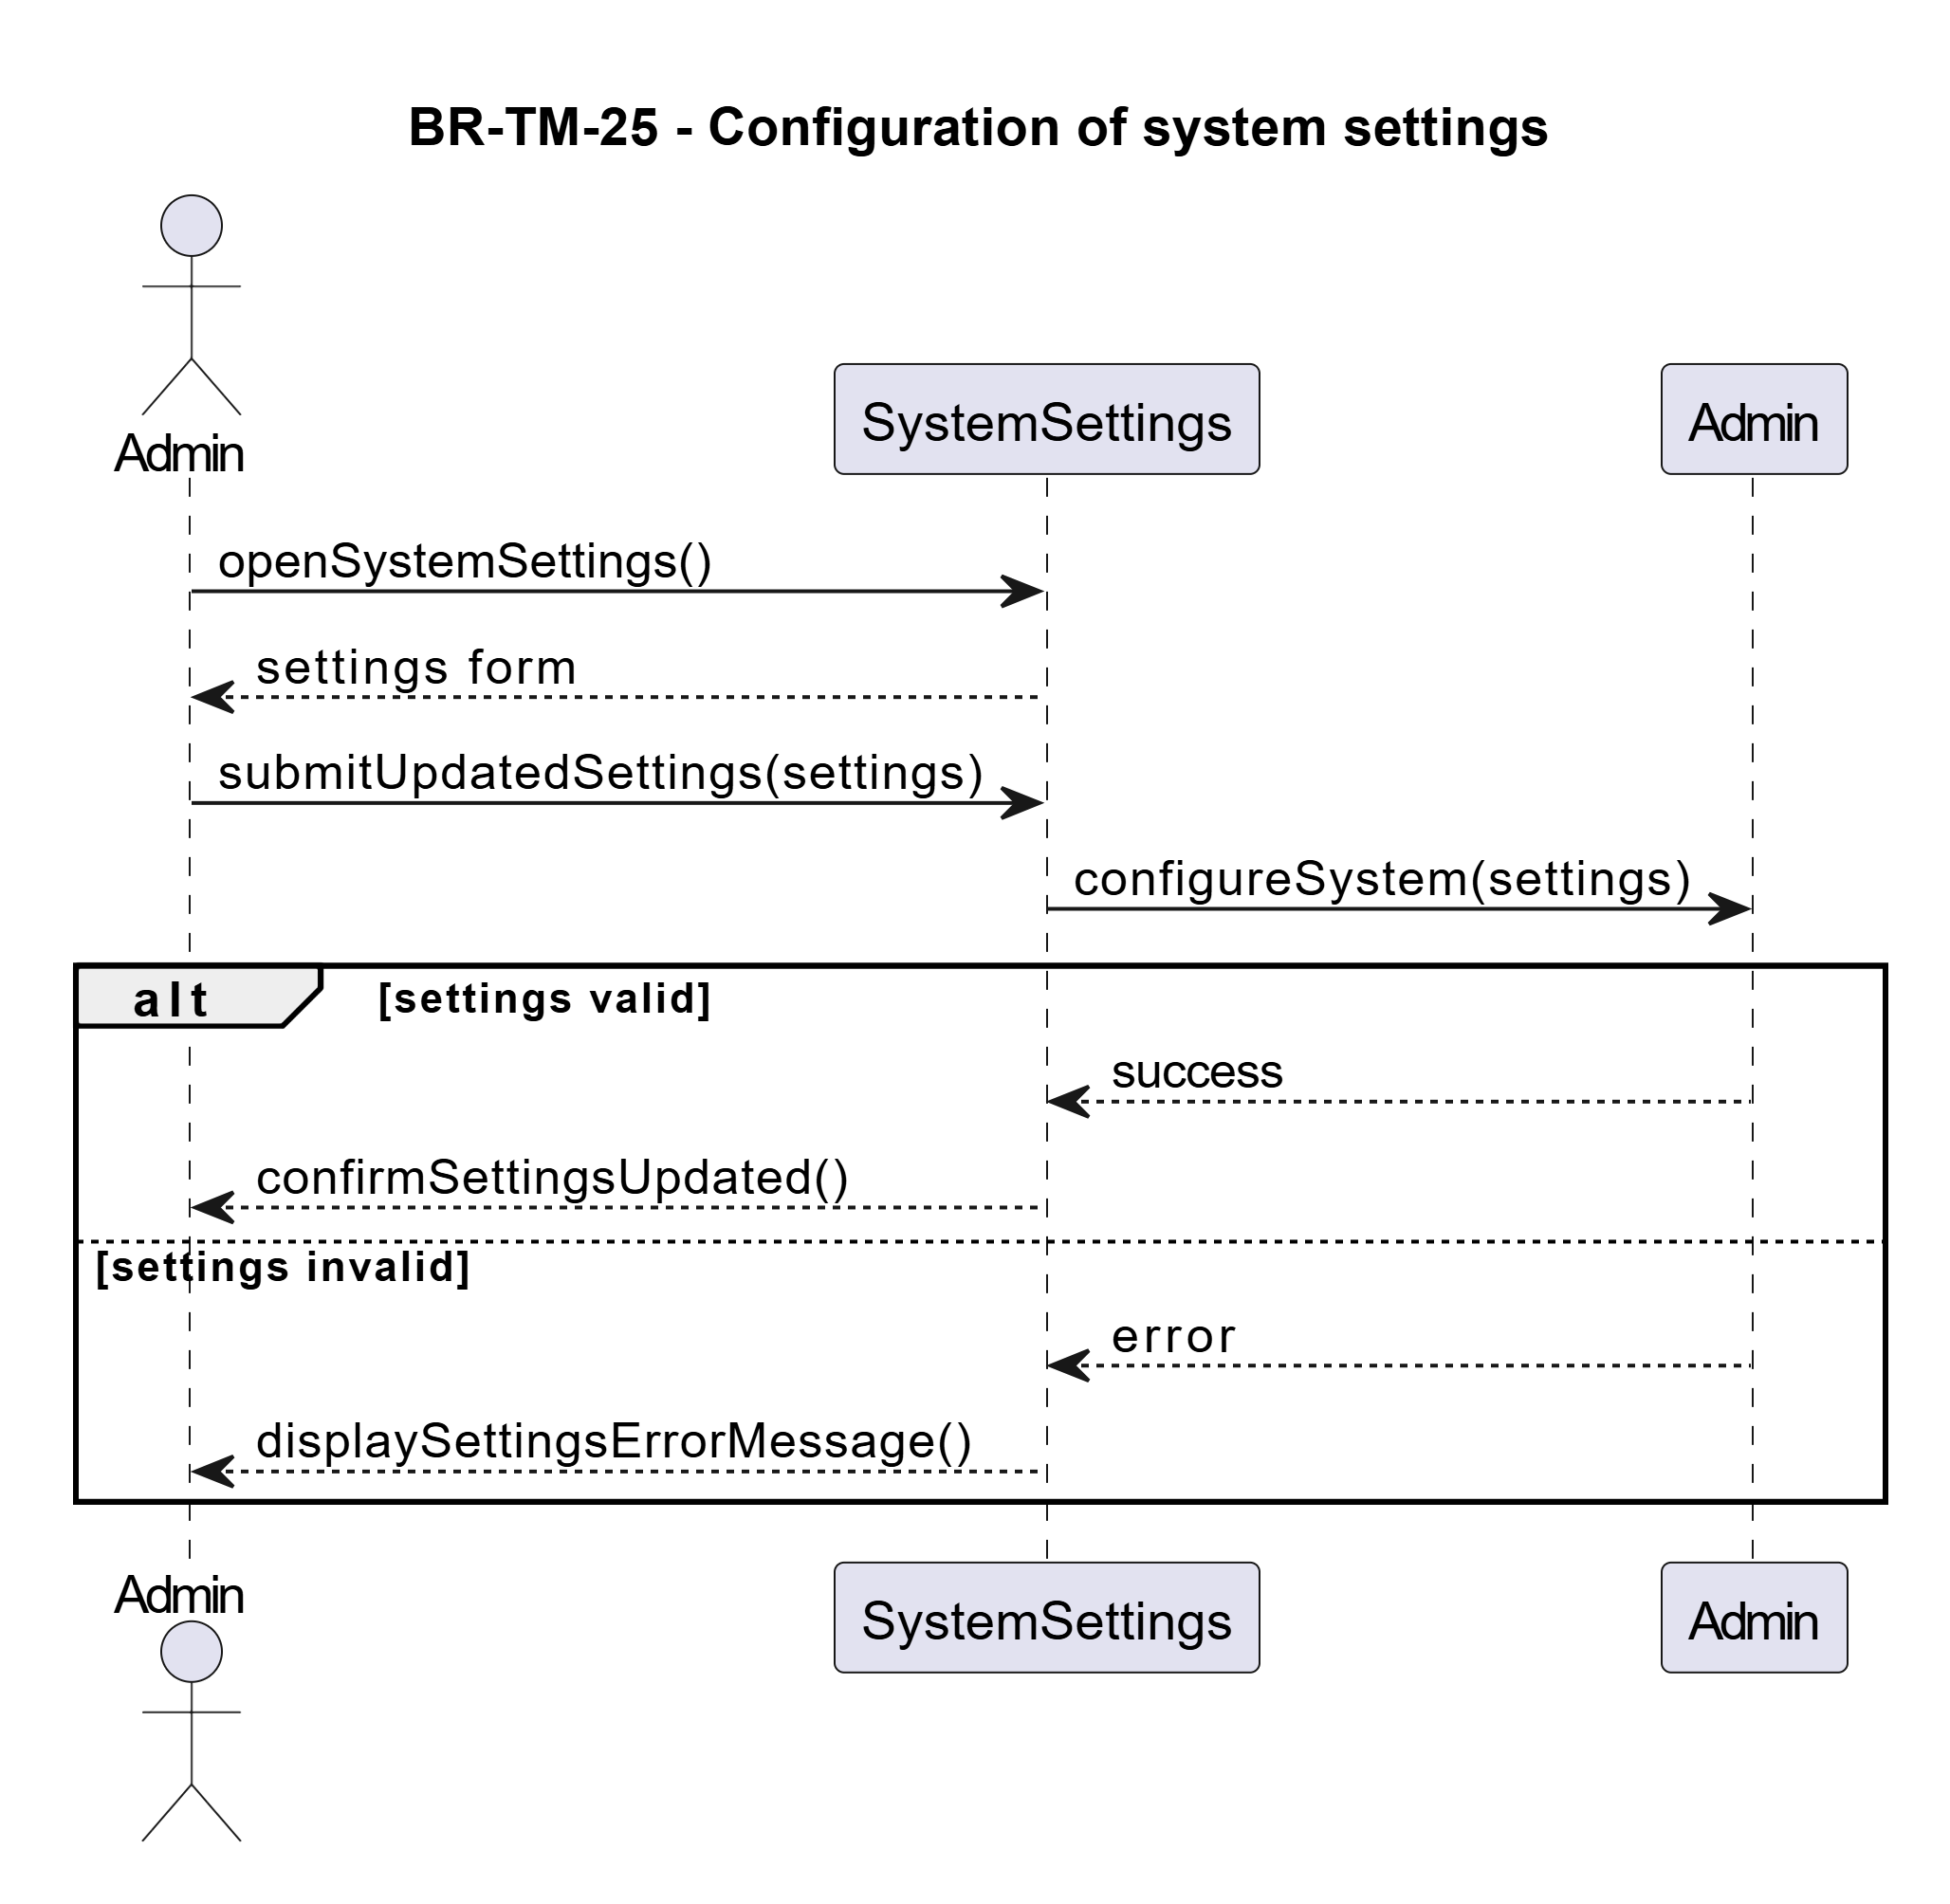 BR-TM-25 - Configuration of system settings
Admin
SystemSettings
Admin
openSystemSettings()
settings form
submitUpdatedSettings(settings)
configureSystem(settings)
alt
[settings valid]
success
confirmSettingsUpdated()
[settings invalid]
error
displaySettingsErrorMessage()
Admin
SystemSettings
Admin